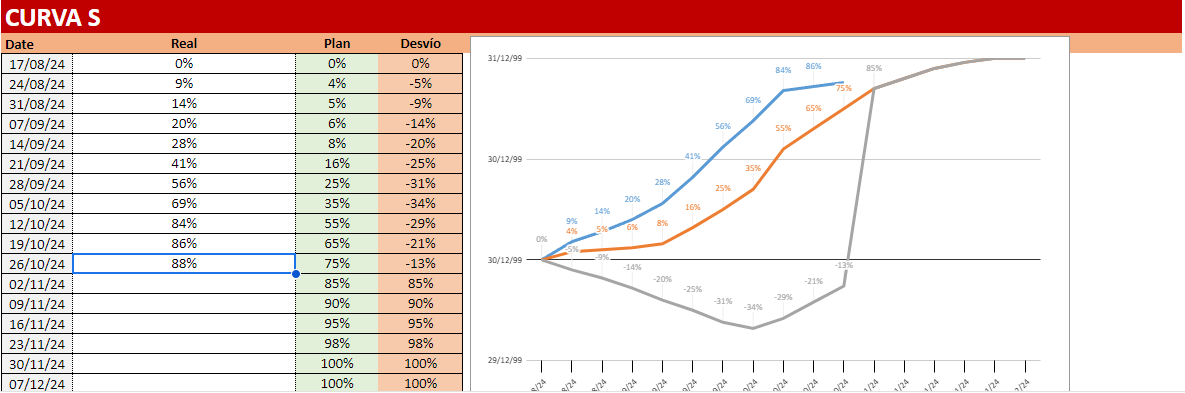 CURVA S
Date Real Plan Desvío
17/08/24 0% 0% 0%
24/08/24 9% 4% -5%
31/08/24 14% 5% -9%
07/09/24 20% 6% -14%
14/09/24 28% 8% -20%
21/09/24 41% 16% -25%
28/09/24 56% 25% -31%
05/10/24 69% 35% -34%
12/10/24 84% 55% -29%
19/10/24 86% 65% -21%
26/10/24 88% 75% -13%
02/11/24 85% 85%
09/11/24 90% 90%
16/11/24 95% 95%
23/11/24 98% 98%
30/11/24 100% 100%
07/12/24 100% 100%
31/12/99
84% 86% 85%
75%
69%
65%
56% 55%
30/12/99
41%
35%
28% 25%
20% 16%
14%
9% 4% 5% 6% 8%
0%
30/12/99
-5% -9% -14% -20% -25% -31% -34% -29% -21% -13%
29/12/99